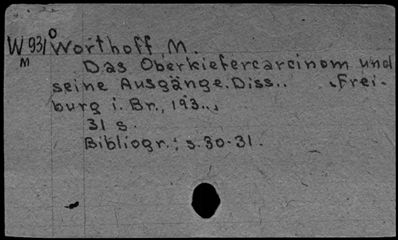 W 931 Worthoff, M.
M
Das Oberkiefercarcinom und
seine Ausgänge. Diss.. .Frei-
burg i. Br., 193..,
31 s.
Bibliogr.: s.30-31.